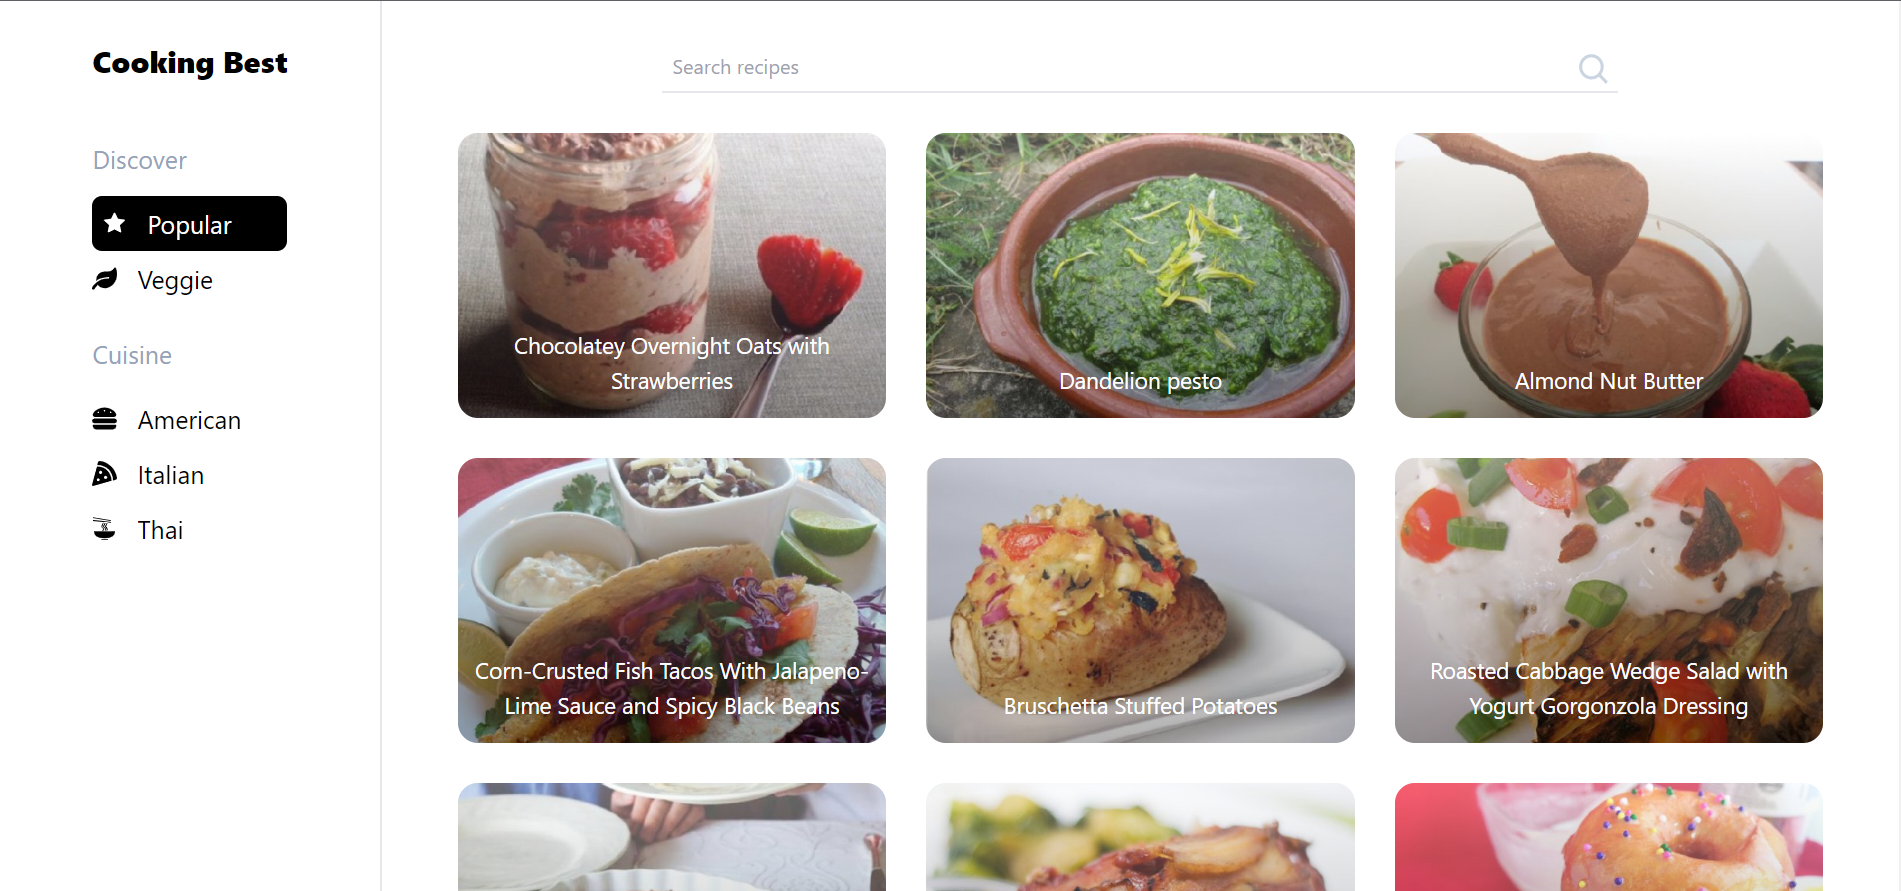 Cooking Best
Discover
Popular
Veggie
Cuisine
American
Italian
Thai
Search recipes
Chocolatey Overnight Oats with
Strawberries
Dandelion pesto
Almond Nut Butter
Corn-Crusted Fish Tacos With Jalapeno-
Lime Sauce and Spicy Black Beans
Bruschetta Stuffed Potatoes
Roasted Cabbage Wedge Salad with
Yogurt Gorgonzola Dressing